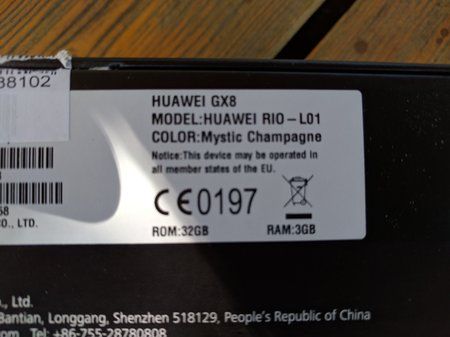 38102
HUAWEI GX8
MODEL:HUAWEI RIO-L01
COLOR:Mystic Champagne
Notice:This device may be operated in
all member states of the EU.
CE0197
ROM:32GB RAM:3GB
CO., LTD.
., Ltd.
Bantian, Longgang, Shenzhen 518129, People's Republic of China
com Tel: +86-755-28780808